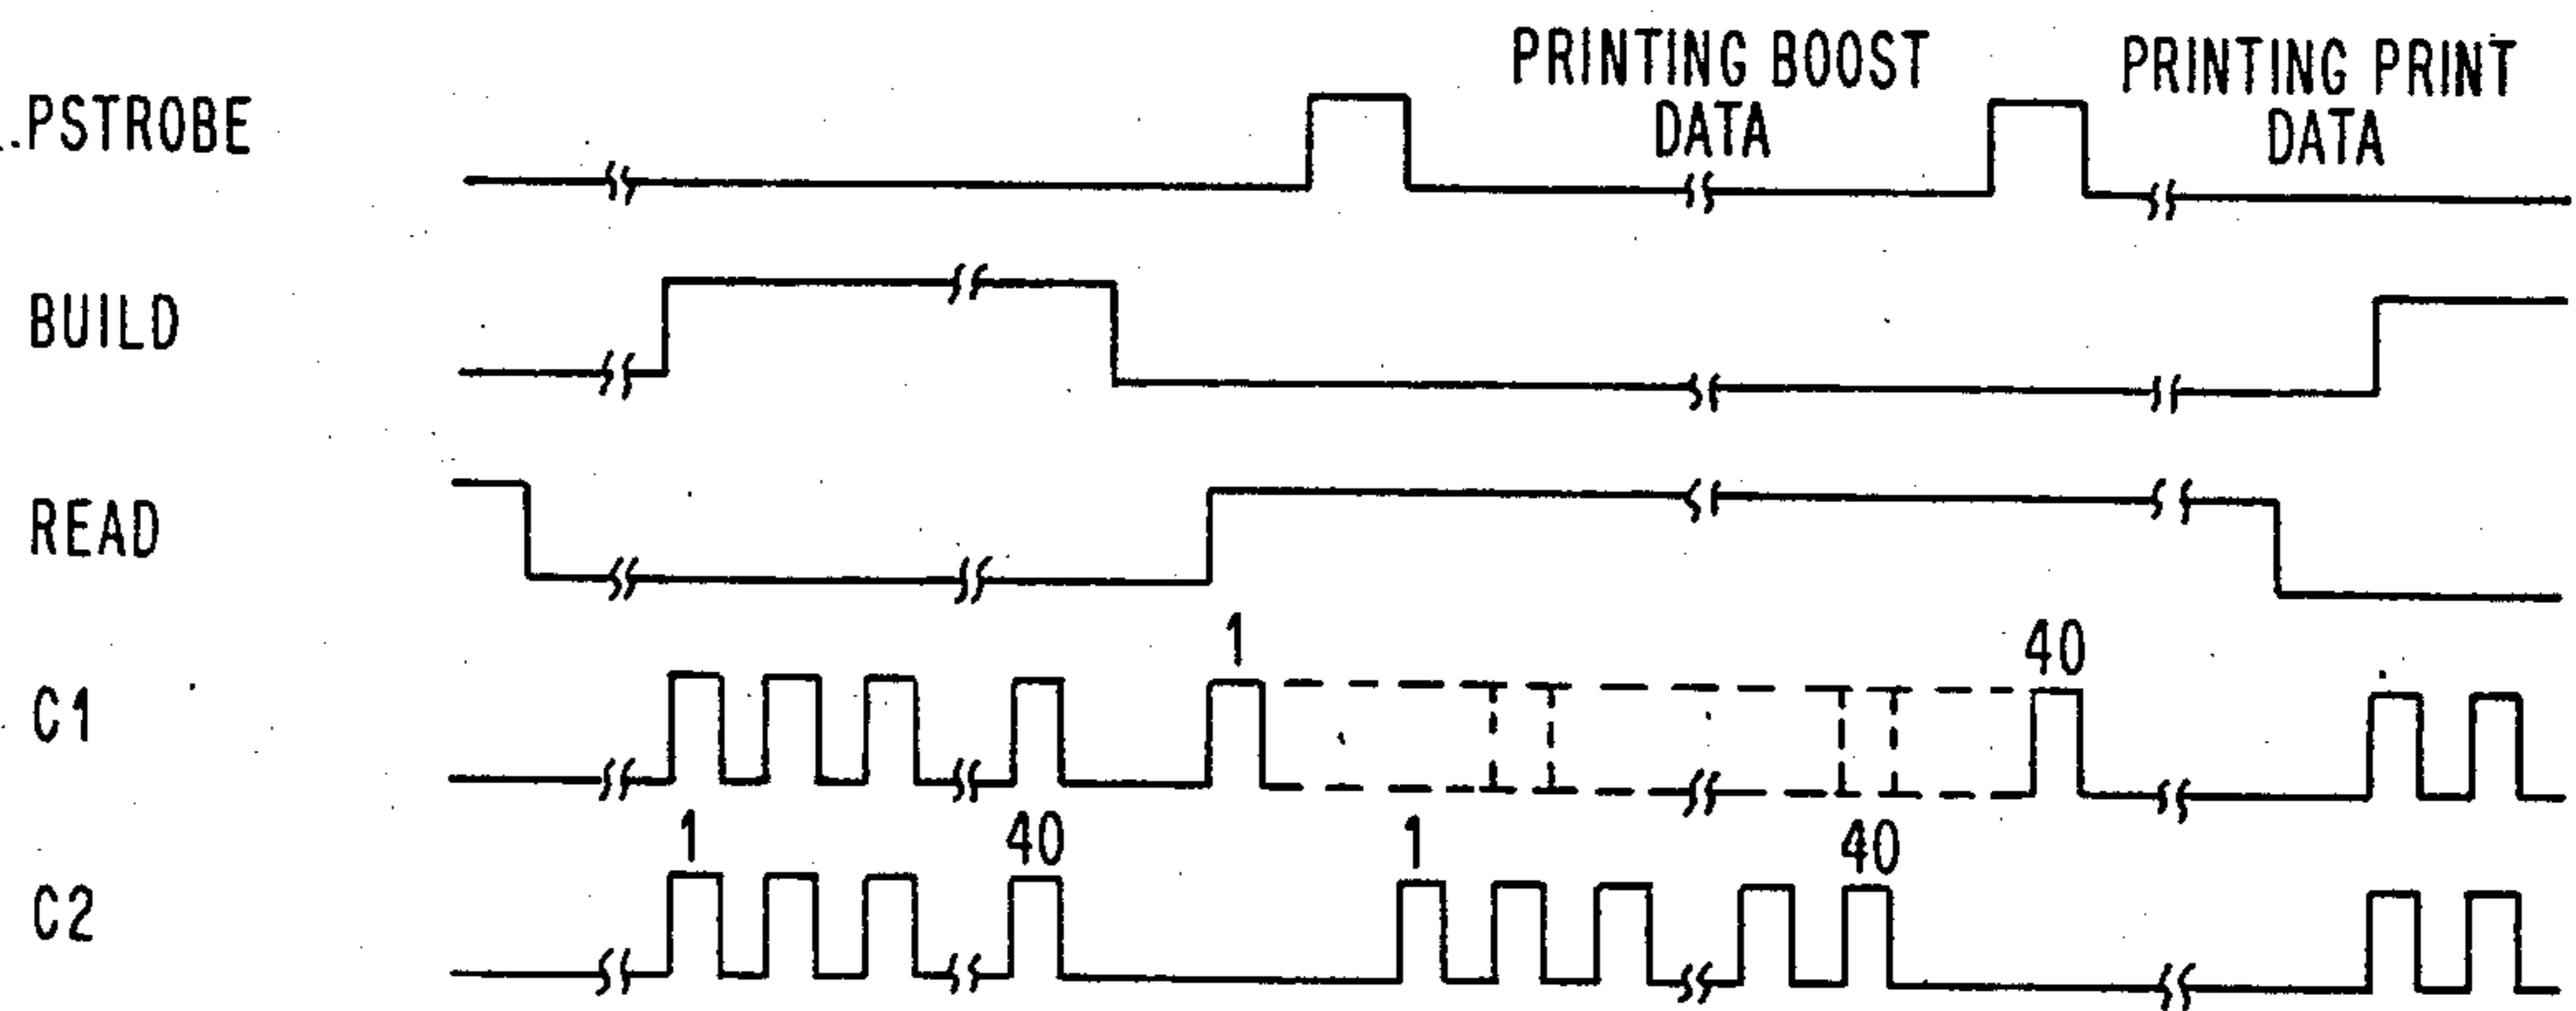 PRINTING BOOST
DATA
PRINTING PRINT
DATA
PSTROBE
BUILD
READ
1
40
C1
1
40
1
40
C2